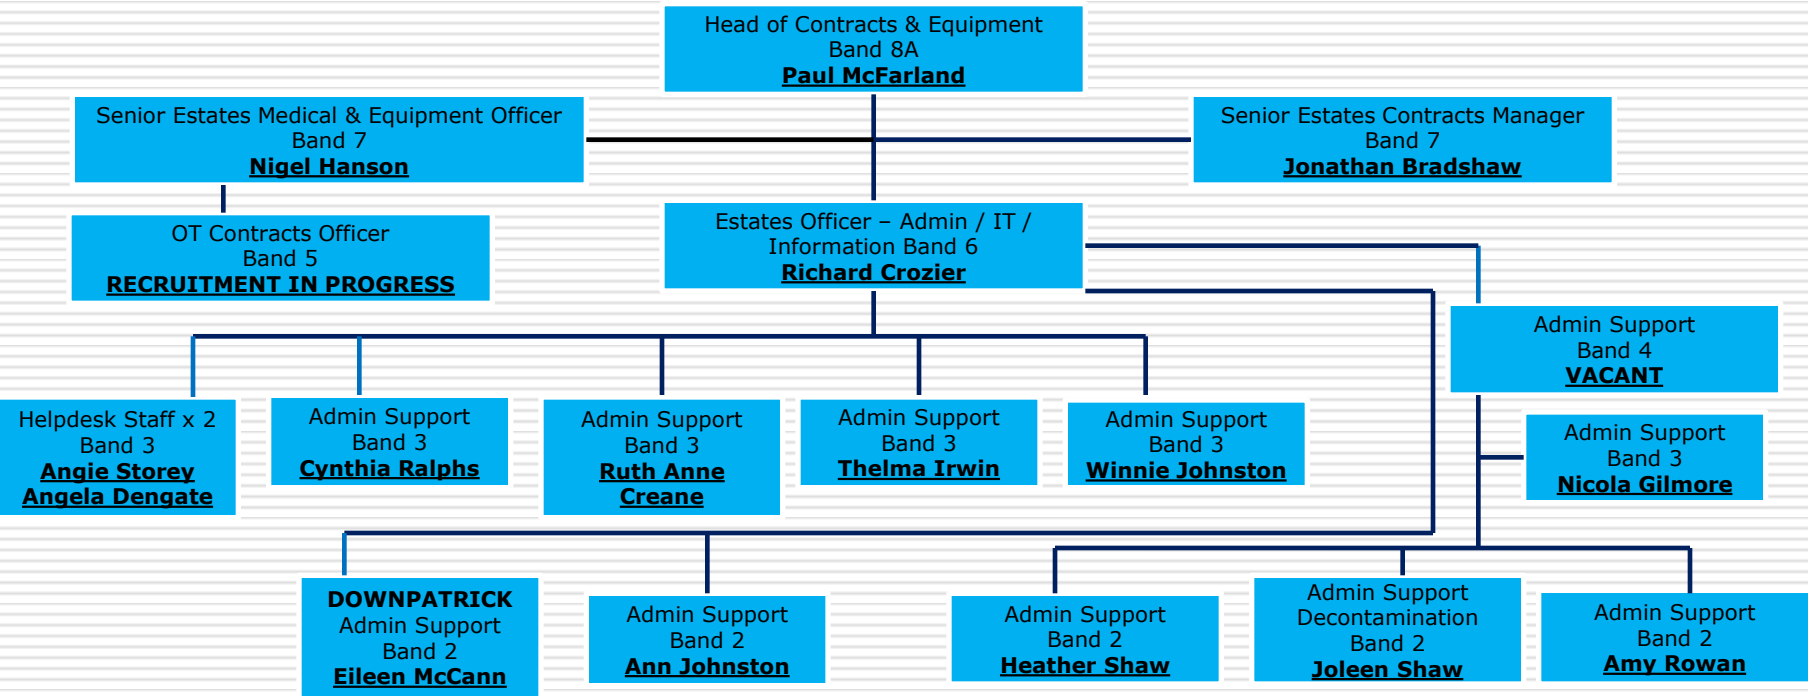 Head of Contracts & Equipment
Band 8A
Paul McFarland
Senior Estates Medical & Equipment Officer
Band 7
Nigel Hanson
Senior Estates Contracts Manager
Band 7
Jonathan Bradshaw
OT Contracts Officer
Band 5
RECRUITMENT IN PROGRESS
Estates Officer – Admin / IT /
Information Band 6
Richard Crozier
Admin Support
Band 4
VACANT
Helpdesk Staff x 2
Band 3
Angie Storey
Angela Dengate
Admin Support
Band 3
Cynthia Ralphs
Admin Support
Band 3
Ruth Anne
Creane
Admin Support
Band 3
Thelma Irwin
Admin Support
Band 3
Winnie Johnston
Admin Support
Band 3
Nicola Gilmore
DOWNPATRICK
Admin Support
Band 2
Eileen McCann
Admin Support
Band 2
Ann Johnston
Admin Support
Band 2
Heather Shaw
Admin Support
Decontamination
Band 2
Joleen Shaw
Admin Support
Band 2
Amy Rowan